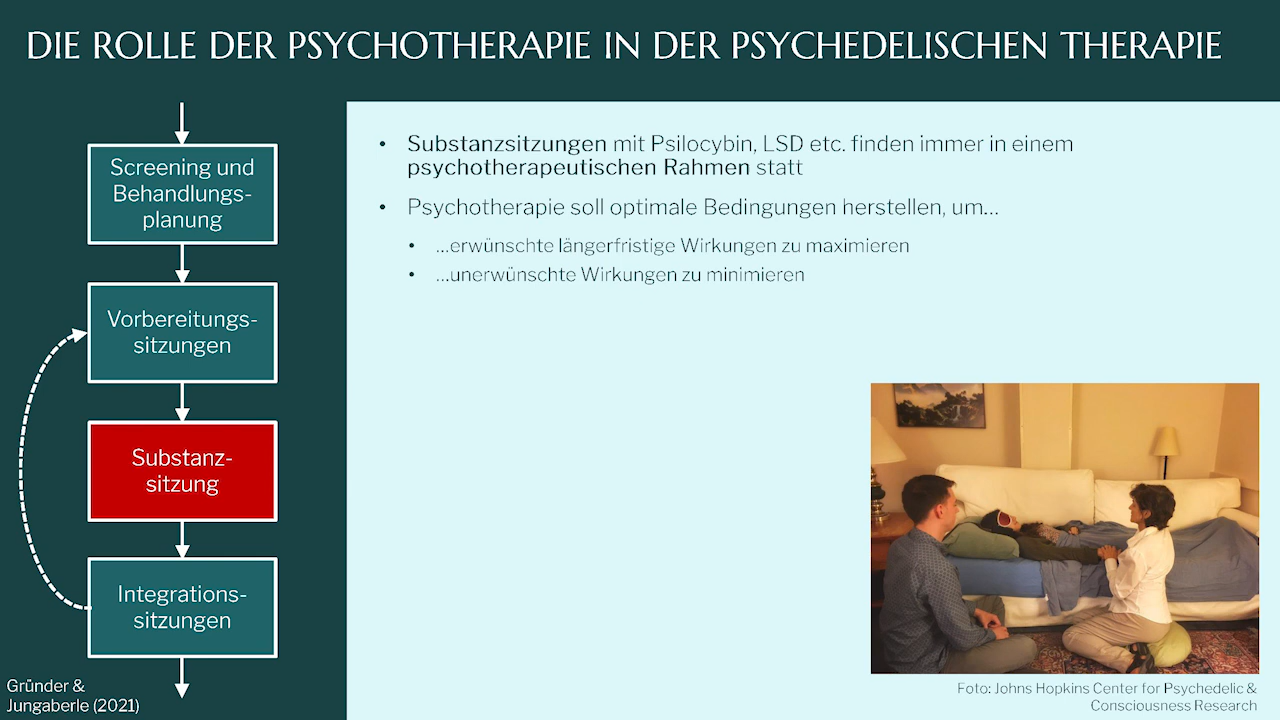 DIE ROLLE DER PSYCHOTHERAPIE IN DER PSYCHEDELISCHEN THERAPIE
Screening und
Behandlungs-
planung
Vorbereitungs-
sitzungen
Substanz-
sitzung
Integrations-
sitzungen
Gründer &
Jungaberle (2021)
• Substanzsitzungen mit Psilocybin, LSD etc. finden immer in einem
psychotherapeutischen Rahmen statt
• Psychotherapie soll optimale Bedingungen herstellen, um…
• …erwünschte längerfristige Wirkungen zu maximieren
• …unerwünschte Wirkungen zu minimieren
Foto: Johns Hopkins Center for Psychedelic &
Consciousness Research